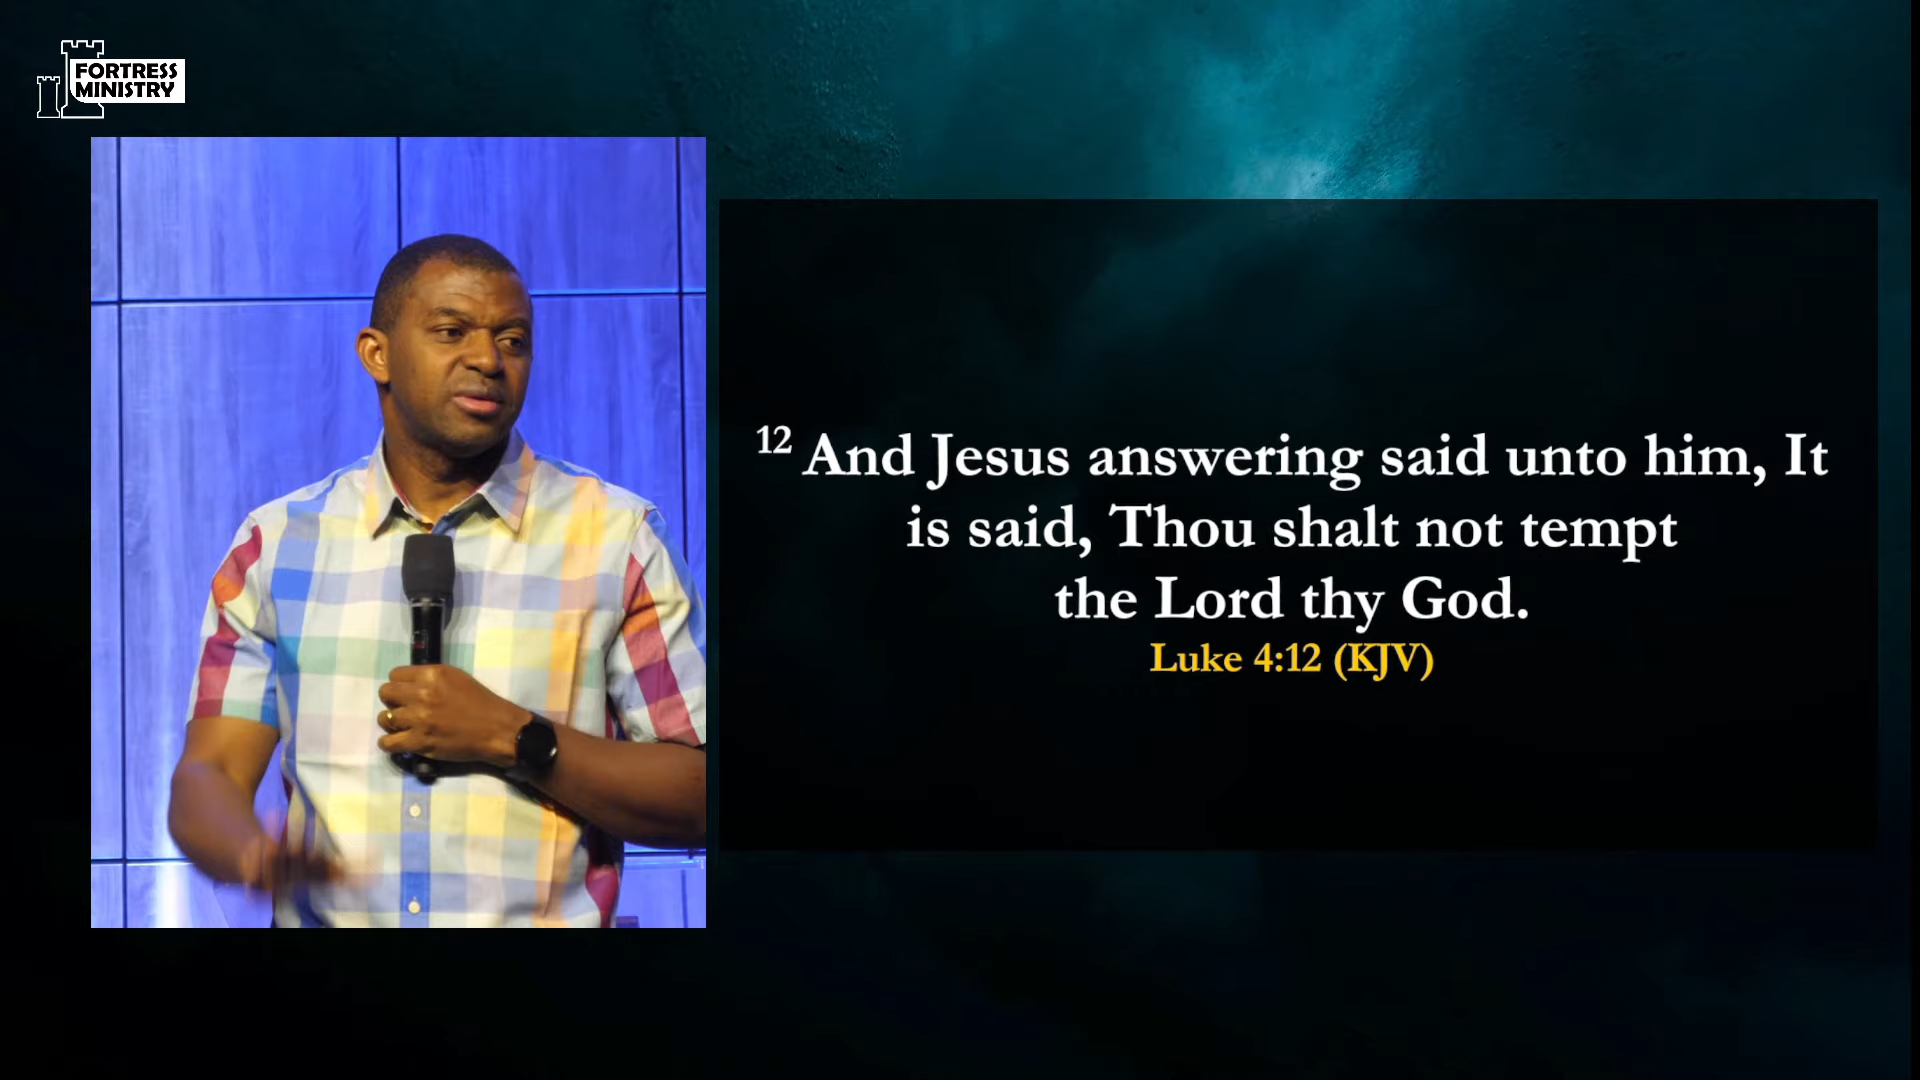 FORTRESS
MINISTRY
12 And Jesus answering said unto him, It
is said, Thou shalt not tempt
the Lord thy God.
Luke 4:12 (KJV)